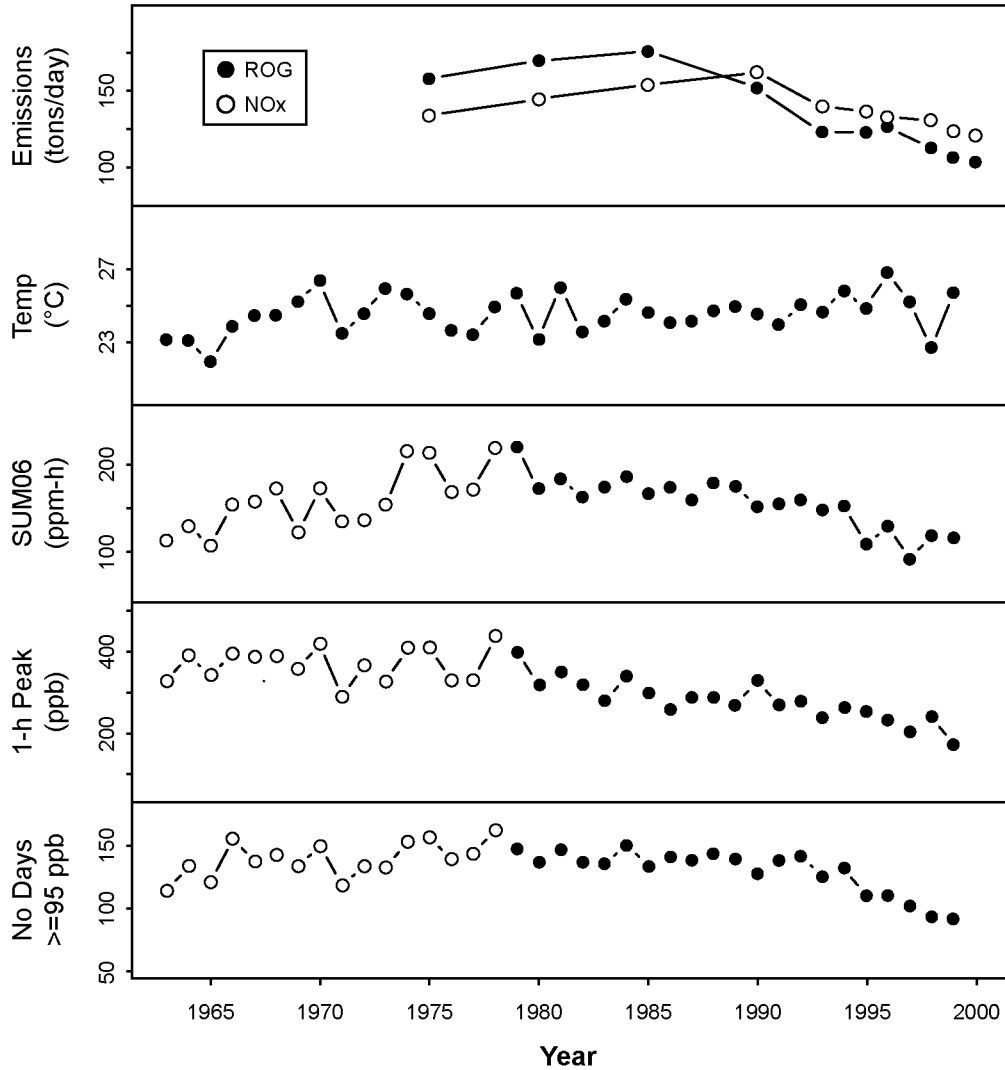 Emissions
(tons/day)
150
100
ROG
NOx
Temp
(°C)
27
23
SUM06
(ppm-h)
200
100
1-h Peak
(ppb)
400
200
No Days
>=95 ppb
150
100
50
1965 1970 1975 1980 1985 1990 1995 2000
Year